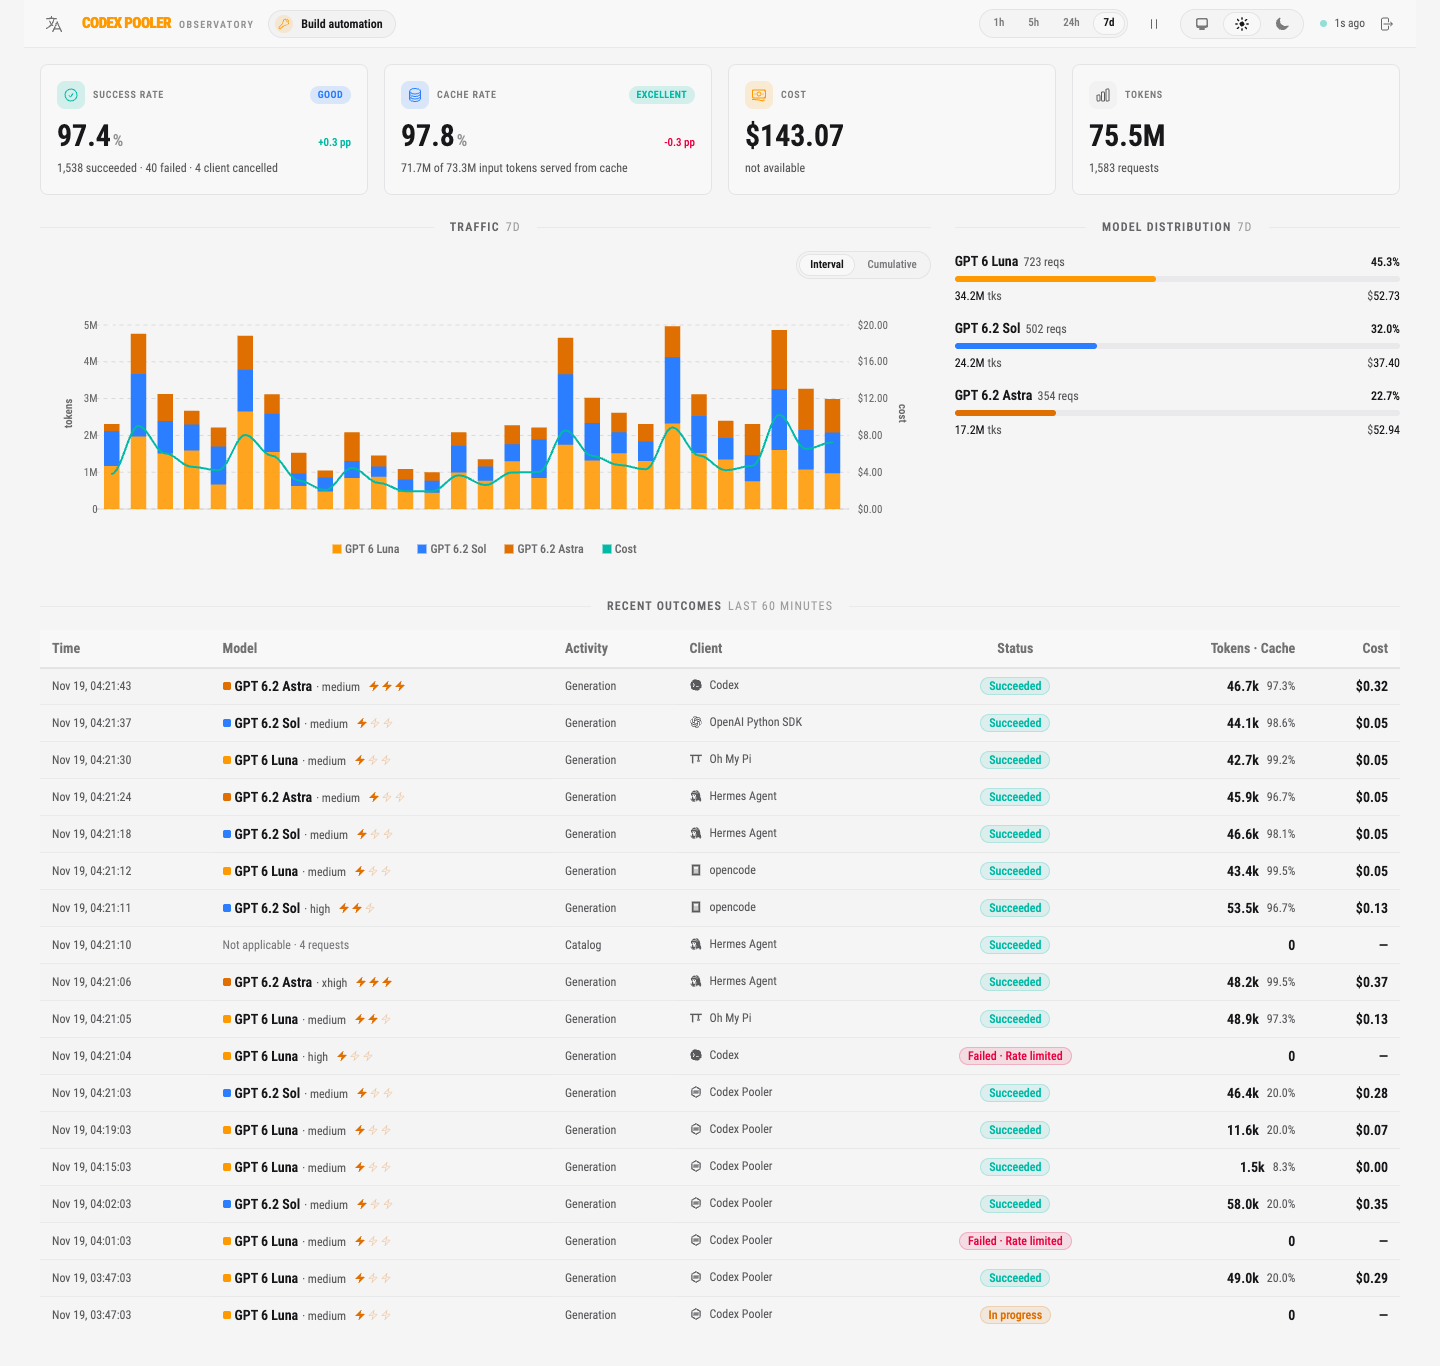 CODEX POOLER OBSERVATORY Build automation 1h 5h 24h 7d 1s ago
SUCCESS RATE GOOD
97.4% +0.3 pp
1,538 succeeded · 40 failed · 4 client cancelled
CACHE RATE EXCELLENT
97.8% -0.3 pp
71.7M of 73.3M input tokens served from cache
COST
$143.07
not available
TOKENS
75.5M
1,583 requests
TRAFFIC 7D
Interval Cumulative
5M $20.00
4M $16.00
3M $12.00
2M $8.00
1M $4.00
0 $0.00
tokens
cost
GPT 6 Luna GPT 6.2 Sol GPT 6.2 Astra Cost
MODEL DISTRIBUTION 7D
GPT 6 Luna 723 reqs 45.3%
34.2M tks $52.73
GPT 6.2 Sol 502 reqs 32.0%
24.2M tks $37.40
GPT 6.2 Astra 354 reqs 22.7%
17.2M tks $52.94
RECENT OUTCOMES LAST 60 MINUTES
Time Model Activity Client Status Tokens · Cache Cost
Nov 19, 04:21:43 GPT 6.2 Astra · medium Generation Codex Succeeded 46.7k 97.3% $0.32
Nov 19, 04:21:37 GPT 6.2 Sol · medium Generation OpenAI Python SDK Succeeded 44.1k 98.6% $0.05
Nov 19, 04:21:30 GPT 6 Luna · medium Generation Oh My Pi Succeeded 42.7k 99.2% $0.05
Nov 19, 04:21:24 GPT 6.2 Astra · medium Generation Hermes Agent Succeeded 45.9k 96.7% $0.05
Nov 19, 04:21:18 GPT 6.2 Sol · medium Generation Hermes Agent Succeeded 46.6k 98.1% $0.05
Nov 19, 04:21:12 GPT 6 Luna · medium Generation opencode Succeeded 43.4k 99.5% $0.05
Nov 19, 04:21:11 GPT 6.2 Sol · high Generation opencode Succeeded 53.5k 96.7% $0.13
Nov 19, 04:21:10 Not applicable · 4 requests Catalog Hermes Agent Succeeded 0 —
Nov 19, 04:21:06 GPT 6.2 Astra · xhigh Generation Hermes Agent Succeeded 48.2k 99.5% $0.37
Nov 19, 04:21:05 GPT 6 Luna · medium Generation Oh My Pi Succeeded 48.9k 97.3% $0.13
Nov 19, 04:21:04 GPT 6 Luna · high Generation Codex Failed · Rate limited 0 —
Nov 19, 04:21:03 GPT 6.2 Sol · medium Generation Codex Pooler Succeeded 46.4k 20.0% $0.28
Nov 19, 04:19:03 GPT 6 Luna · medium Generation Codex Pooler Succeeded 11.6k 20.0% $0.07
Nov 19, 04:15:03 GPT 6 Luna · medium Generation Codex Pooler Succeeded 1.5k 8.3% $0.00
Nov 19, 04:02:03 GPT 6.2 Sol · medium Generation Codex Pooler Succeeded 58.0k 20.0% $0.35
Nov 19, 04:01:03 GPT 6 Luna · medium Generation Codex Pooler Failed · Rate limited 0 —
Nov 19, 03:47:03 GPT 6 Luna · medium Generation Codex Pooler Succeeded 49.0k 20.0% $0.29
Nov 19, 03:47:03 GPT 6 Luna · medium Generation Codex Pooler In progress 0 —